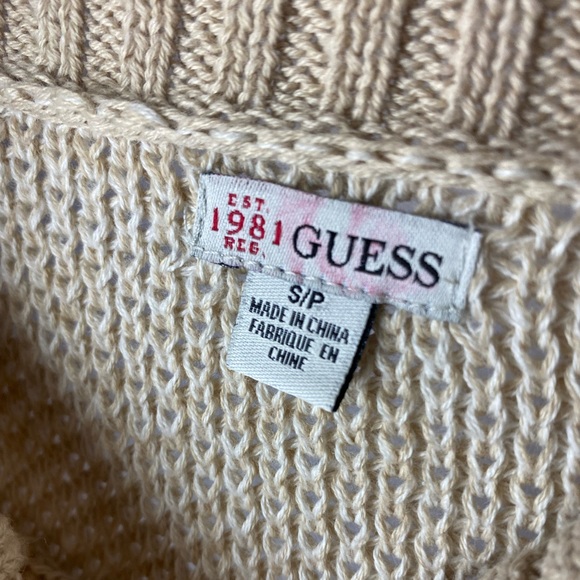 EST.
1981 GUESS
REG.
S/P
MADE IN CHINA
FABRIQUE EN
CHINE